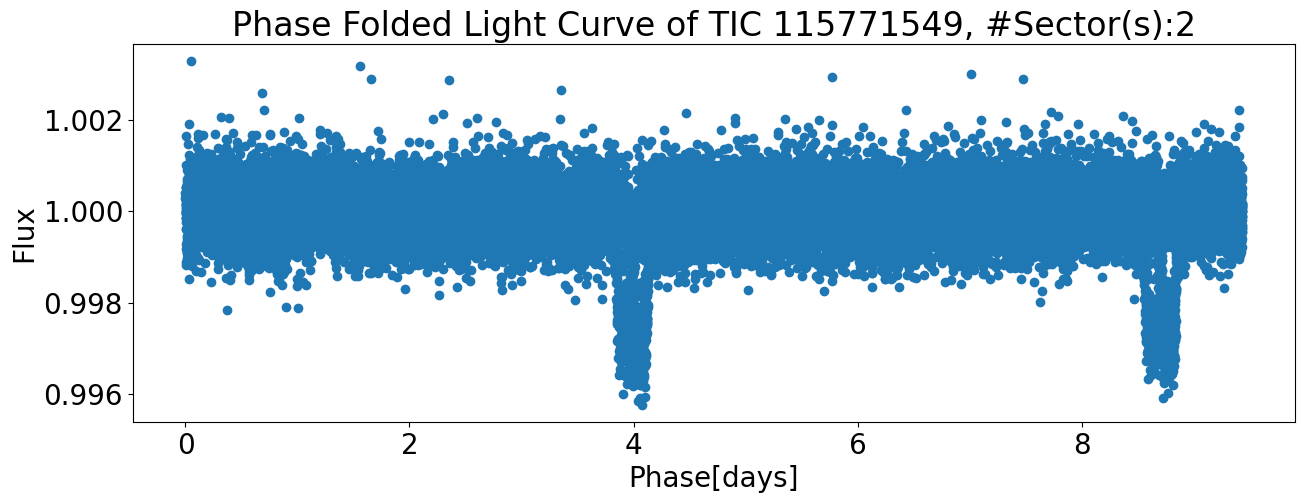 Phase Folded Light Curve of TIC 115771549, #Sector(s):2
1.002
1.000
0.998
0.996
Flux
0 2 4 6 8
Phase[days]